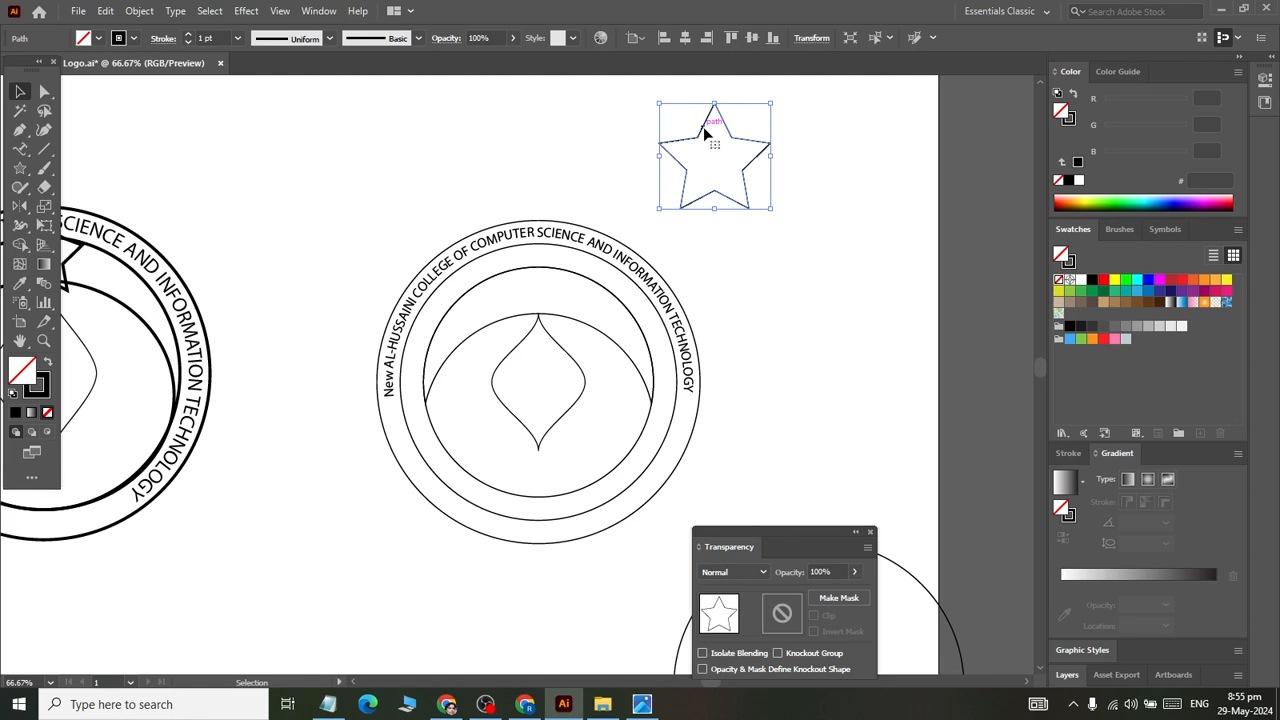 Ai
File Edit Object Type Select Effect View Window Help
Essentials Classic
Search Adobe Stock
Path
Stroke: 1 pt
Uniform
Basic
Opacity: 100%
Style:
Transform
Logo.ai* @ 66.67% (RGB/Preview) ×
path
SCIENCE AND INFORMATION TECHNOLOGY
New AL-HUSSAINI COLLEGE OF COMPUTER SCIENCE AND INFORMATION TECHNOLOGY
Color Color Guide
R
G
B
#
Swatches Brushes Symbols
Stroke Gradient
Type:
Stroke:
Opacity:
Location:
Graphic Styles
Layers Asset Export Artboards
Transparency
Normal Opacity: 100%
Make Mask
Clip
Invert Mask
Isolate Blending Knockout Group
Opacity & Mask Define Knockout Shape
66.67% 1 Selection
Type here to search
Ai
8:55 pm
29-May-2024